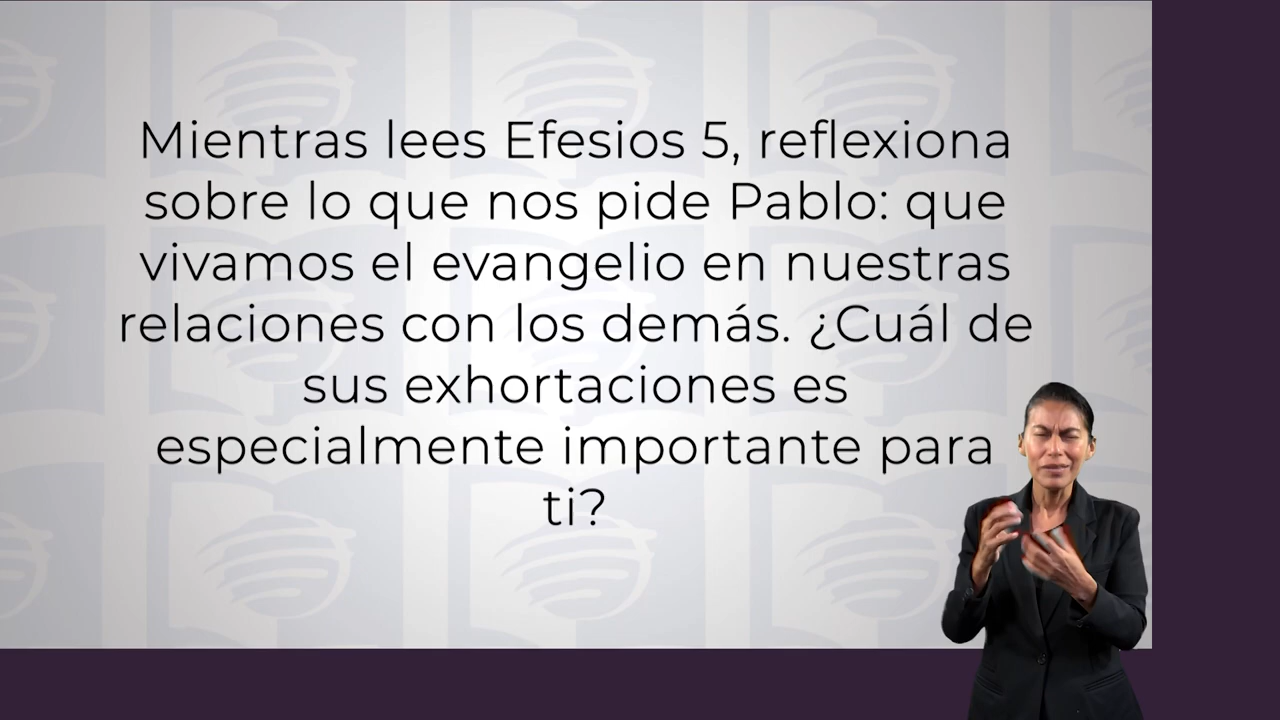 Mientras lees Efesios 5, reflexiona
sobre lo que nos pide Pablo: que
vivamos el evangelio en nuestras
relaciones con los demás. ¿Cuál de
sus exhortaciones es
especialmente importante para
ti?